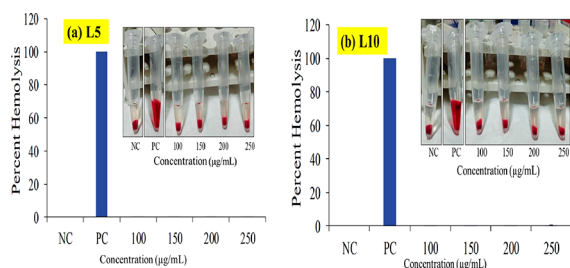 (a) L5
120
100
80
60
40
20
0
Percent Hemolysis
NC PC 100 150 200 250
Concentration (µg/mL)
NC PC 100 150 200 250
Concentration (µg/mL)
(b) L10
120
100
80
60
40
20
0
Percent Hemolysis
NC PC 100 150 200 250
Concentration (µg/mL)
NC PC 100 150 200 250
Concentration (µg/mL)